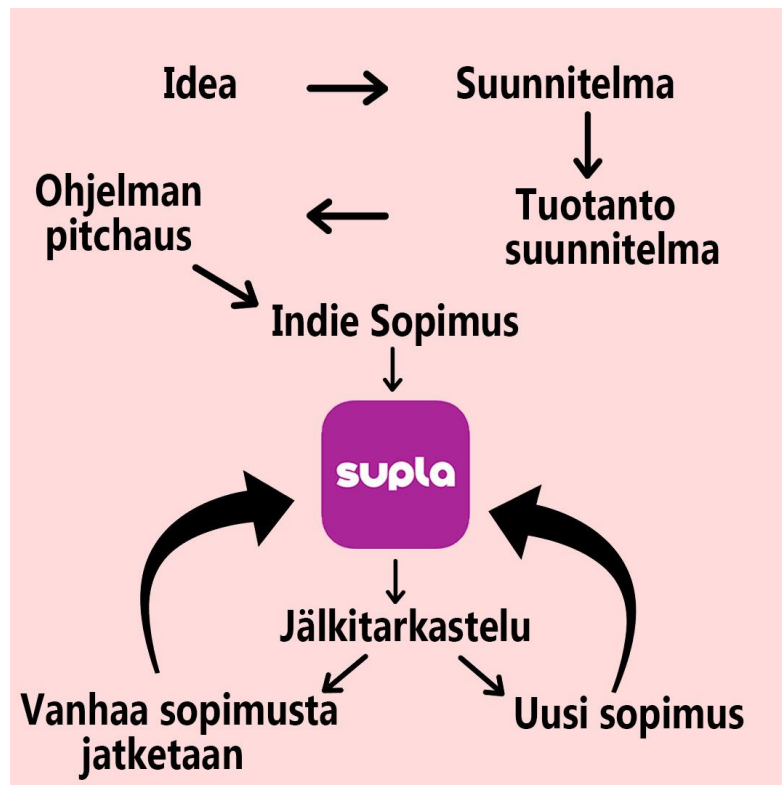 Idea
Suunnitelma
Tuotanto
suunnitelma
Ohjelman
pitchaus
Indie Sopimus
supla
Jälkitarkastelu
Vanhaa sopimusta
jatketaan
Uusi sopimus